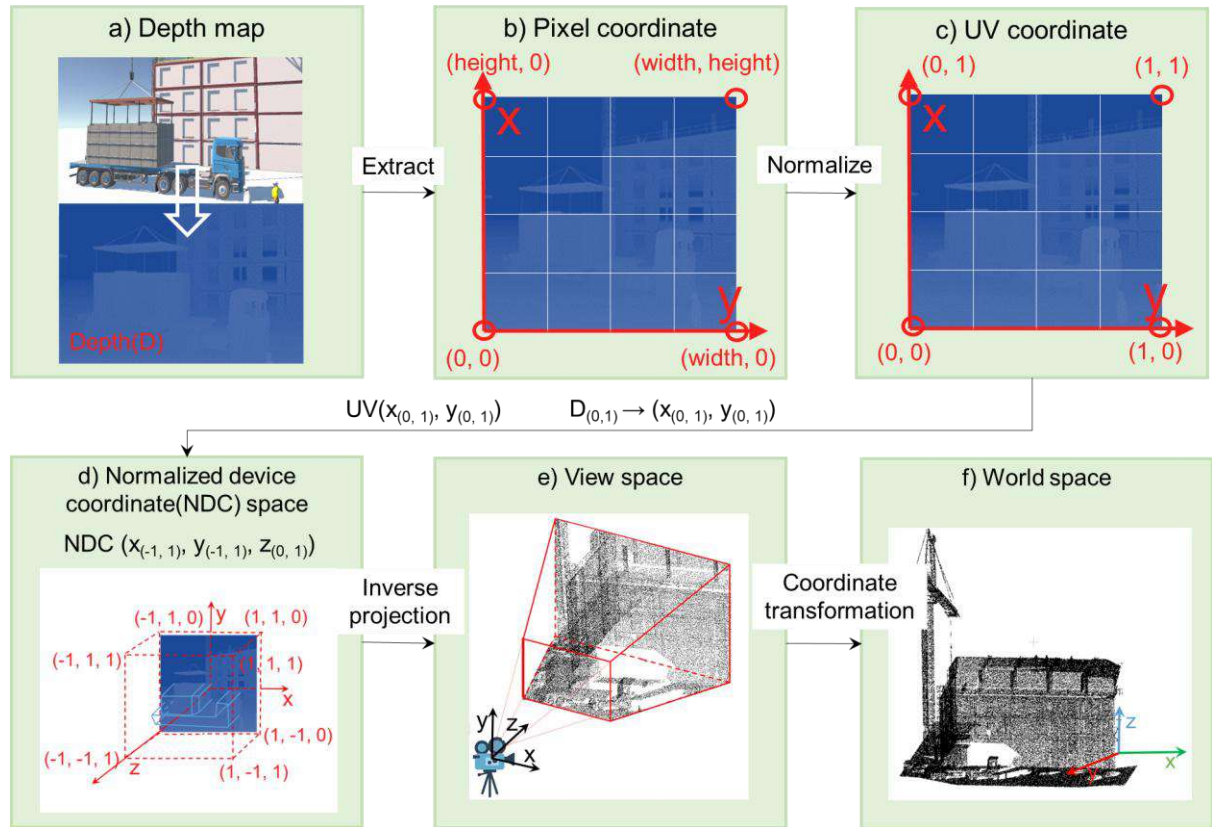 a) Depth map
Depth(D)
Extract
b) Pixel coordinate
(height, 0) (width, height)
x
y
(0, 0) (width, 0)
Normalize
c) UV coordinate
(0, 1) (1, 1)
x
y
(0, 0) (1, 0)
UV(x(0, 1), y(0, 1)) D(0,1) → (x(0, 1), y(0, 1))
d) Normalized device
coordinate(NDC) space
NDC (x(-1, 1), y(-1, 1), z(0, 1))
(-1, 1, 0) y (1, 1, 0)
(-1, 1, 1) (1, 1, 1)
x
(1, -1, 0)
(-1, -1, 1) z (1, -1, 1)
Inverse
projection
e) View space
y z
x
Coordinate
transformation
f) World space
z
y x